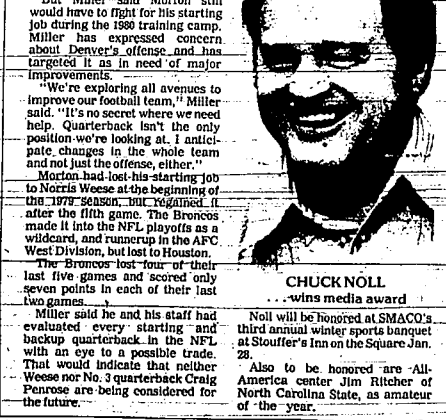 But Miller said Morton still
would have to fight for his starting
job during the 1980 training camp.
Miller has expressed concern
about Denver's offense and has
targeted it as in need of major
improvements.
"We're exploring all avenues to
improve our football team," Miller
said. "It's no secret where we need
help. Quarterback isn't the only
position we're looking at. I antici-
pate changes in the whole team
and not just the offense, either."
Morton had lost his starting job
to Norris Weese at the beginning of
the 1979 season, but regained it
after the fifth game. The Broncos
made it into the NFL playoffs as a
wildcard, and runnerup in the AFC
West Division, but lost to Houston.
The Broncos lost four of their
last five games and scored only
seven points in each of their last
two games.
Miller said he and his staff had
evaluated every starting and
backup quarterback in the NFL
with an eye to a possible trade.
That would indicate that neither
Weese nor No. 3 quarterback Craig
Penrose are being considered for
the future.
CHUCK NOLL
...wins media award
Noll will be honored at SMACO's
third annual winter sports banquet
at Stouffer's Inn on the Square Jan.
28.
Also to be honored are All-
America center Jim Ritcher of
North Carolina State, as amateur
of the year.